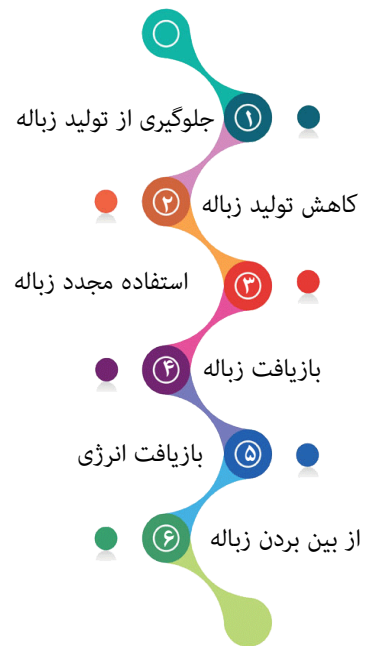 ۱ جلوگیری از تولید زباله
۲ کاهش تولید زباله
۳ استفاده مجدد زباله
۴ بازیافت زباله
۵ بازیافت انرژی
۶ از بین بردن زباله